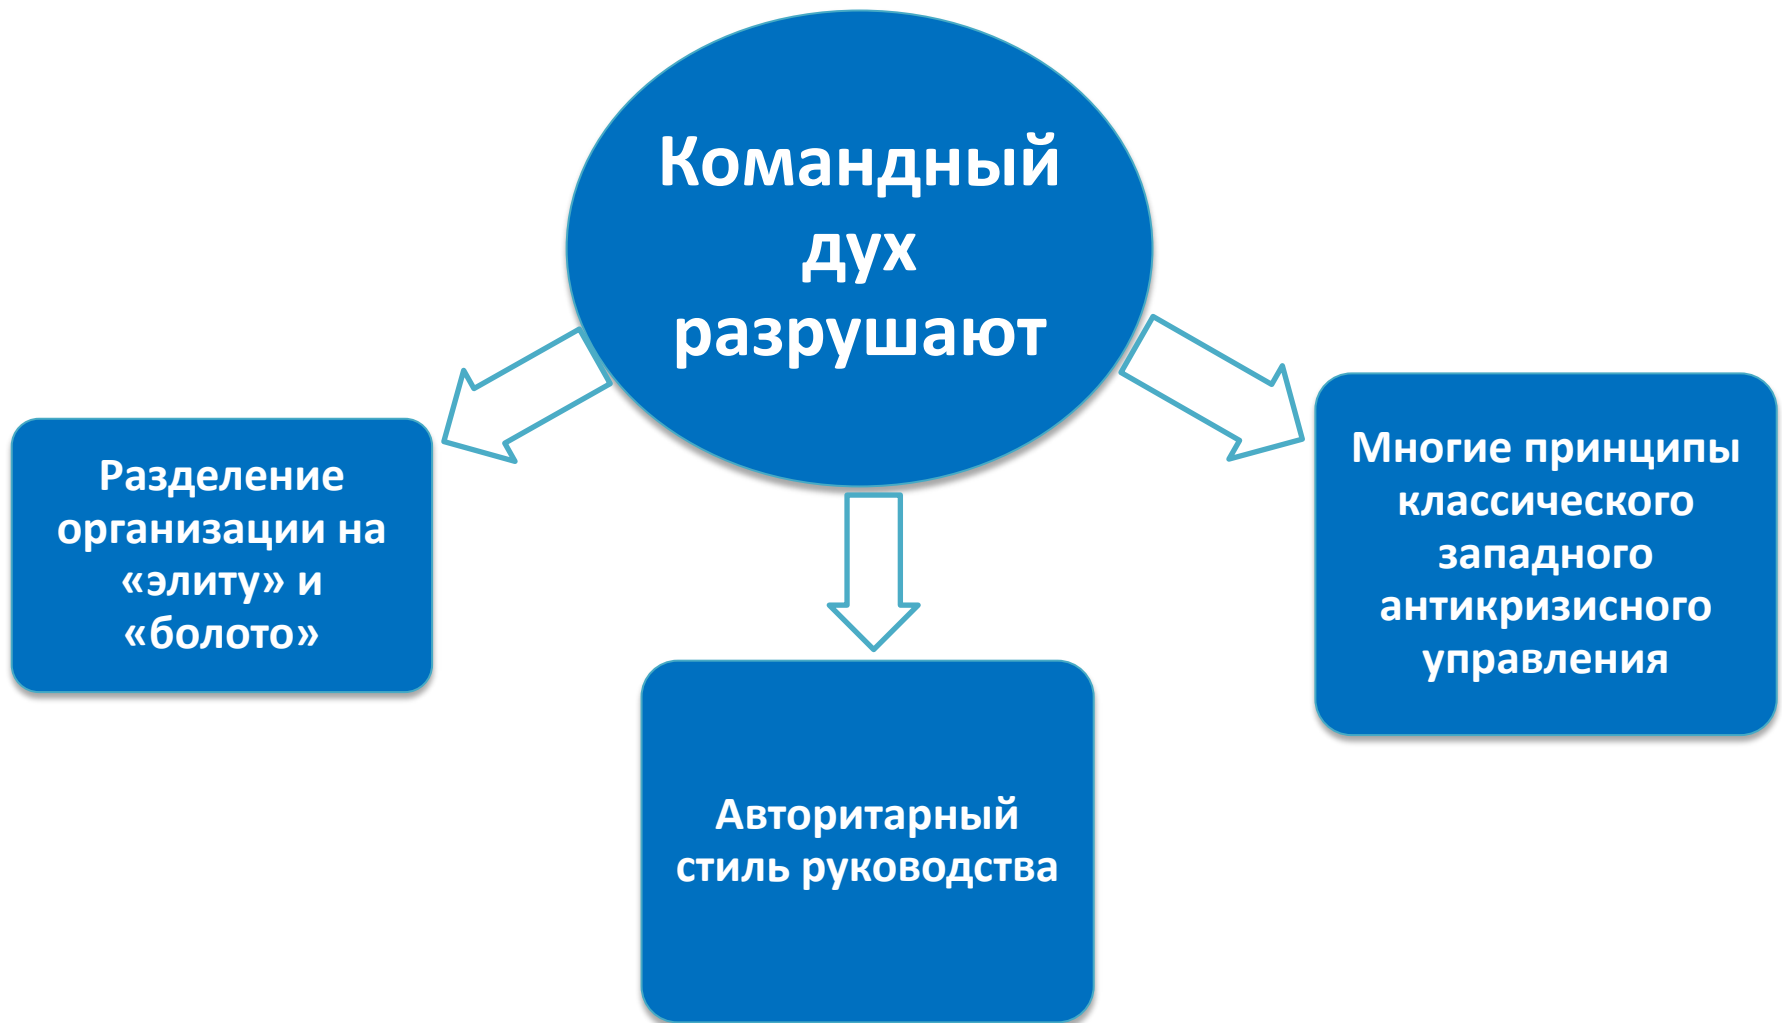 Командный
дух
разрушают
Разделение
организации на
«элиту» и
«болото»
Авторитарный
стиль руководства
Многие принципы
классического
западного
антикризисного
управления